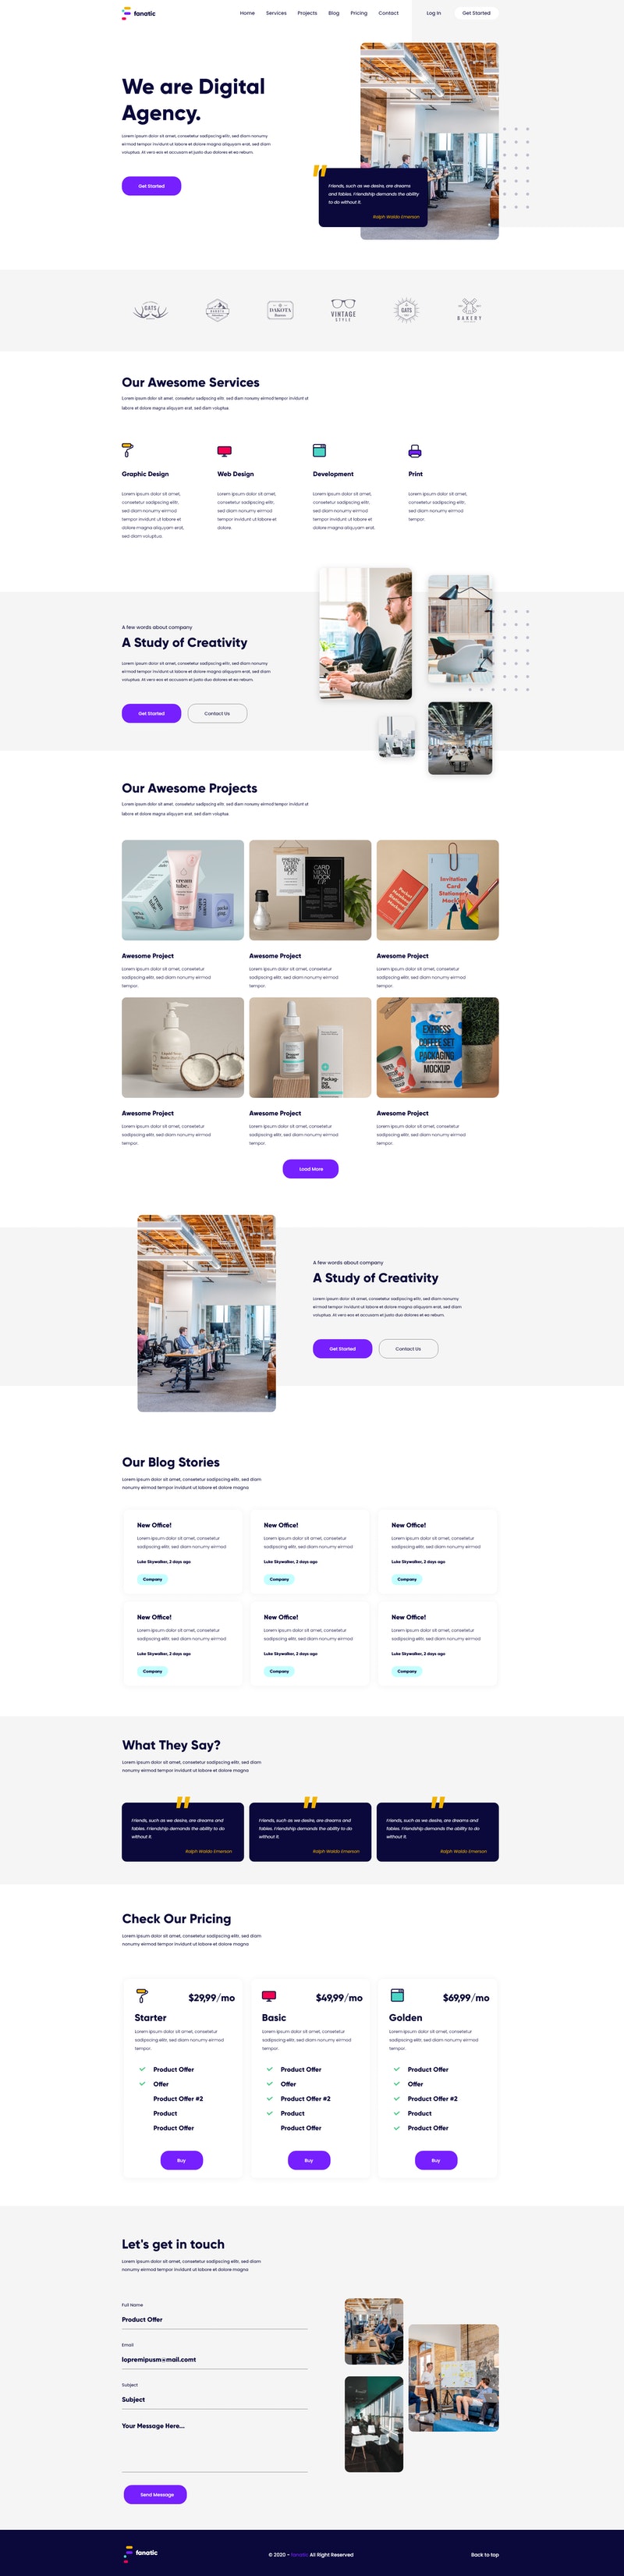 fanatic
Home Services Projects Blog Pricing Contact Log In Get Started
We are Digital
Agency.
Lorem ipsum dolor sit amet, consetetur sadipscing elitr, sed diam nonumy
eirmod tempor invidunt ut labore et dolore magna aliquyam erat, sed diam
voluptua. At vero eos et accusam et justo duo dolores et ea rebum.
Get Started
Friends, such as we desire, are dreams
and fables. Friendship demands the ability
to do without it.
Ralph Waldo Emerson
GATS
DAKOTA
VINTAGE
STYLE
GATS
BAKERY
Our Awesome Services
Lorem ipsum dolor sit amet, consetetur sadipscing elitr, sed diam nonumy eirmod tempor invidunt ut
labore et dolore magna aliquyam erat, sed diam voluptua
Graphic Design
Lorem ipsum dolor sit amet,
consetetur sadipscing elitr,
sed diam nonumy eirmod
tempor invidunt ut labore et
dolore magna aliquyam erat,
sed diam voluptua.
Web Design
Lorem ipsum dolor sit amet,
consetetur sadipscing elitr,
sed diam nonumy eirmod
tempor invidunt ut labore et
dolore.
Development
Lorem ipsum dolor sit amet,
consetetur sadipscing elitr,
sed diam nonumy eirmod
tempor invidunt ut labore et
dolore magna aliquyam erat.
Print
Lorem ipsum dolor sit amet,
consetetur sadipscing elitr,
sed diam nonumy eirmod
tempor.
A few words about company
A Study of Creativity
Lorem ipsum dolor sit amet, consetetur sadipscing elitr, sed diam nonumy
eirmod tempor invidunt ut labore et dolore magna aliquyam erat, sed diam
voluptua. At vero eos et accusam et justo duo dolores et ea rebum.
Get Started Contact Us
Our Awesome Projects
Lorem ipsum dolor sit amet, consetetur sadipscing elitr, sed diam nonumy eirmod tempor invidunt ut
labore et dolore magna aliquyam erat, sed diam voluptua
cream
tube.
CARD
MENU
MOCK
Invitation
Card
Stationery
Mockup
Awesome Project
Lorem ipsum dolor sit amet, consetetur
sadipscing elitr, sed diam nonumy eirmod
tempor.
Awesome Project
Lorem ipsum dolor sit amet, consetetur
sadipscing elitr, sed diam nonumy eirmod
tempor.
Awesome Project
Lorem ipsum dolor sit amet, consetetur
sadipscing elitr, sed diam nonumy eirmod
tempor.
Packag-
ing
EXPRESS
COFFEE SET
PACKAGING
MOCKUP
Awesome Project
Lorem ipsum dolor sit amet, consetetur
sadipscing elitr, sed diam nonumy eirmod
tempor.
Awesome Project
Lorem ipsum dolor sit amet, consetetur
sadipscing elitr, sed diam nonumy eirmod
tempor.
Awesome Project
Lorem ipsum dolor sit amet, consetetur
sadipscing elitr, sed diam nonumy eirmod
tempor.
Load More
A few words about company
A Study of Creativity
Lorem ipsum dolor sit amet, consetetur sadipscing elitr, sed diam nonumy
eirmod tempor invidunt ut labore et dolore magna aliquyam erat, sed diam
voluptua. At vero eos et accusam et justo duo dolores et ea rebum.
Get Started Contact Us
Our Blog Stories
Lorem ipsum dolor sit amet, consetetur sadipscing elitr, sed diam
nonumy eirmod tempor invidunt ut labore et dolore magna
New Office!
Lorem ipsum dolor sit amet, consetetur
sadipscing elitr, sed diam nonumy eirmod
Luke Skywalker, 2 days ago
Company
New Office!
Lorem ipsum dolor sit amet, consetetur
sadipscing elitr, sed diam nonumy eirmod
Luke Skywalker, 2 days ago
Company
New Office!
Lorem ipsum dolor sit amet, consetetur
sadipscing elitr, sed diam nonumy eirmod
Luke Skywalker, 2 days ago
Company
New Office!
Lorem ipsum dolor sit amet, consetetur
sadipscing elitr, sed diam nonumy eirmod
Luke Skywalker, 2 days ago
Company
New Office!
Lorem ipsum dolor sit amet, consetetur
sadipscing elitr, sed diam nonumy eirmod
Luke Skywalker, 2 days ago
Company
New Office!
Lorem ipsum dolor sit amet, consetetur
sadipscing elitr, sed diam nonumy eirmod
Luke Skywalker, 2 days ago
Company
What They Say?
Lorem ipsum dolor sit amet, consetetur sadipscing elitr, sed diam
nonumy eirmod tempor invidunt ut labore et dolore magna
Friends, such as we desire, are dreams and
fables. Friendship demands the ability to do
without it.
Ralph Waldo Emerson
Friends, such as we desire, are dreams and
fables. Friendship demands the ability to do
without it.
Ralph Waldo Emerson
Friends, such as we desire, are dreams and
fables. Friendship demands the ability to do
without it.
Ralph Waldo Emerson
Check Our Pricing
Lorem ipsum dolor sit amet, consetetur sadipscing elitr, sed diam
nonumy eirmod tempor invidunt ut labore et dolore magna
$29,99/mo
Starter
Lorem ipsum dolor sit amet, consetetur
sadipscing elitr, sed diam nonumy eirmod
tempor.
Product Offer
Offer
Product Offer #2
Product
Product Offer
Buy
$49,99/mo
Basic
Lorem ipsum dolor sit amet, consetetur
sadipscing elitr, sed diam nonumy eirmod
tempor.
Product Offer
Offer
Product Offer #2
Product
Product Offer
Buy
$69,99/mo
Golden
Lorem ipsum dolor sit amet, consetetur
sadipscing elitr, sed diam nonumy eirmod
tempor.
Product Offer
Offer
Product Offer #2
Product
Product Offer
Buy
Let's get in touch
Lorem ipsum dolor sit amet, consetetur sadipscing elitr, sed diam
nonumy eirmod tempor invidunt ut labore et dolore magna
Full Name
Product Offer
Email
lopremipusm@mail.comt
Subject
Subject
Your Message Here...
Send Message
fanatic
© 2020 - fanatic All Right Reserved
Back to top